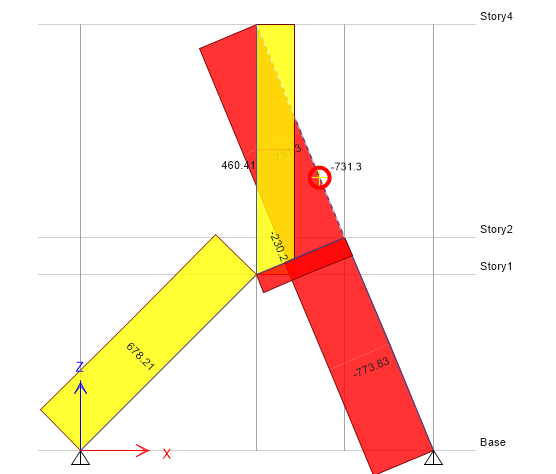 Story4
460.41
-731.3
Story2
-230.2
Story1
678.21
-773.83
Z
Base
X